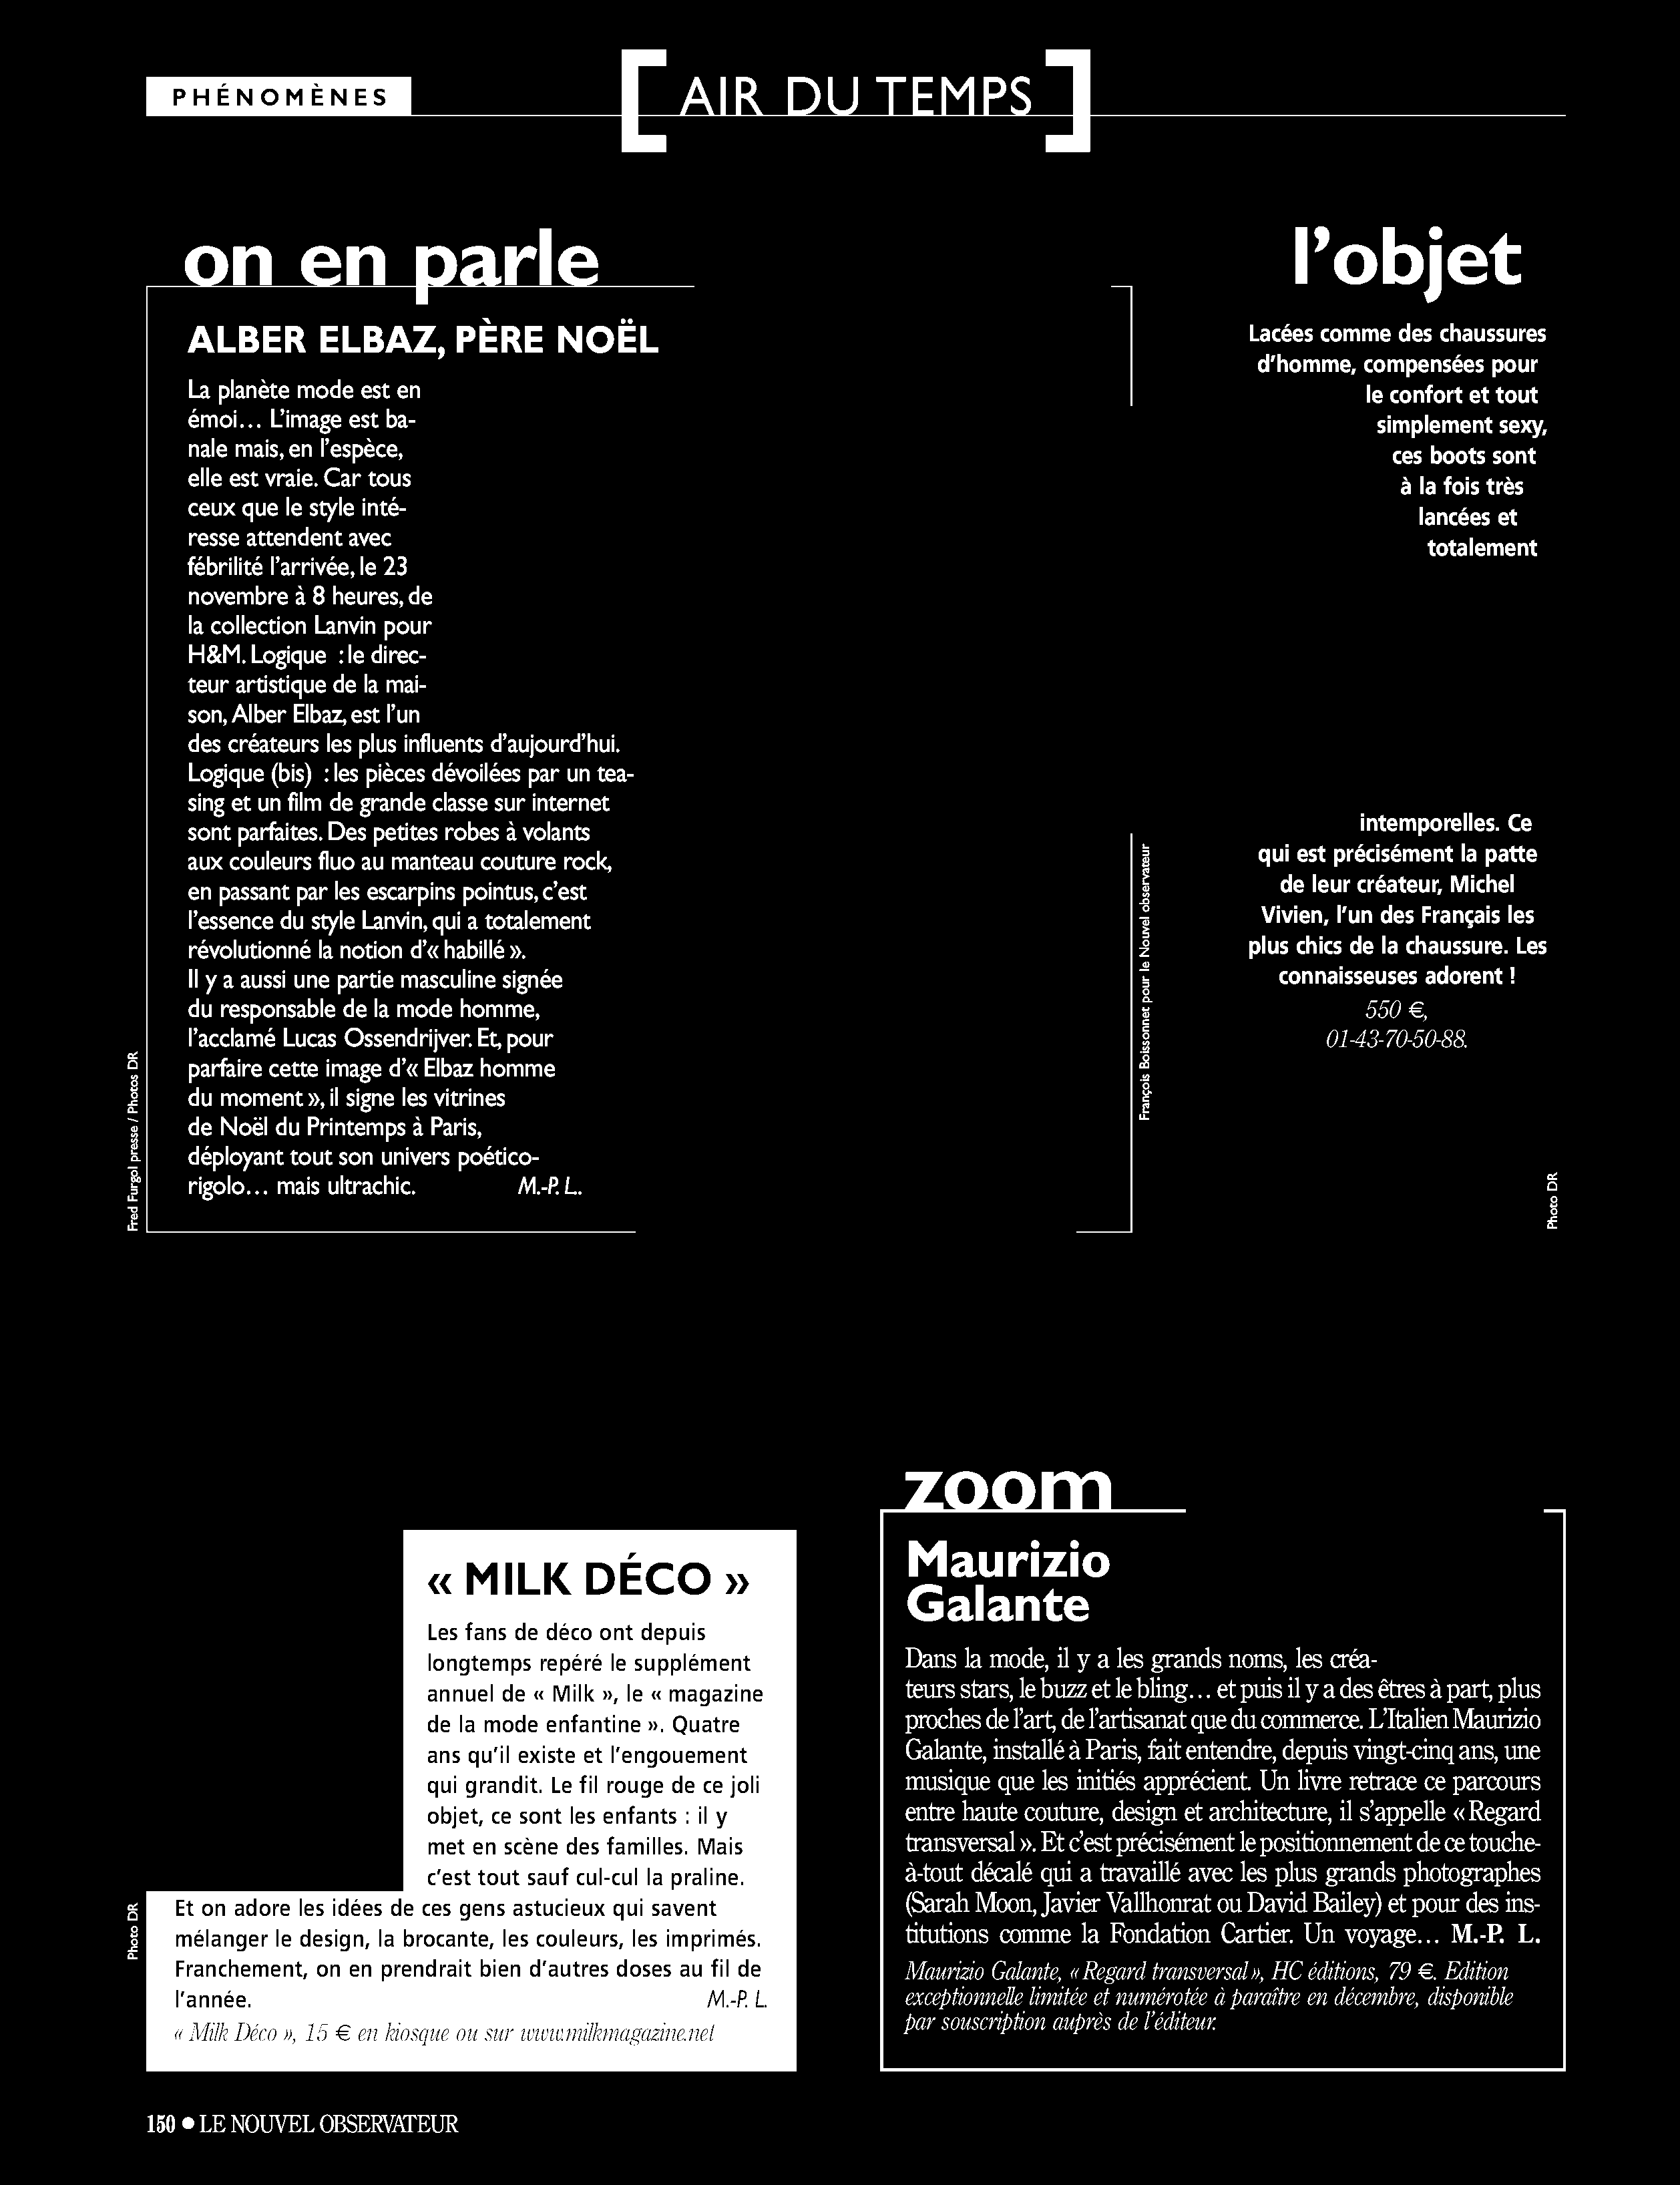 PHÉNOMÈNES
[AIR DU TEMPS]
on en parle
ALBER ELBAZ, PÈRE NOËL
La planète mode est en
émoi… L’image est ba-
nale mais, en l’espèce,
elle est vraie. Car tous
ceux que le style inté-
resse attendent avec
fébrilité l’arrivée, le 23
novembre à 8 heures, de
la collection Lanvin pour
H&M. Logique : le direc-
teur artistique de la mai-
son, Alber Elbaz, est l’un
des créateurs les plus influents d’aujourd’hui.
Logique (bis) : les pièces dévoilées par un tea-
sing et un film de grande classe sur internet
sont parfaites. Des petites robes à volants
aux couleurs fluo au manteau couture rock,
en passant par les escarpins pointus, c’est
l’essence du style Lanvin, qui a totalement
révolutionné la notion d’« habillé ».
Il y a aussi une partie masculine signée
du responsable de la mode homme,
l’acclamé Lucas Ossendrijver. Et, pour
parfaire cette image d’« Elbaz homme
du moment », il signe les vitrines
de Noël du Printemps à Paris,
déployant tout son univers poético-
rigolo… mais ultrachic. M.-P. L.
Fred Furgol presse / Photos DR
l’objet
Lacées comme des chaussures
d’homme, compensées pour
le confort et tout
simplement sexy,
ces boots sont
à la fois très
lancées et
totalement
intemporelles. Ce
qui est précisément la patte
de leur créateur, Michel
Vivien, l’un des Français les
plus chics de la chaussure. Les
connaisseuses adorent !
550 €,
01-43-70-50-88.
François Boissonnet pour le Nouvel observateur
Photo DR
« MILK DÉCO »
Les fans de déco ont depuis
longtemps repéré le supplément
annuel de « Milk », le « magazine
de la mode enfantine ». Quatre
ans qu’il existe et l’engouement
qui grandit. Le fil rouge de ce joli
objet, ce sont les enfants : il y
met en scène des familles. Mais
c’est tout sauf cul-cul la praline.
Et on adore les idées de ces gens astucieux qui savent
mélanger le design, la brocante, les couleurs, les imprimés.
Franchement, on en prendrait bien d’autres doses au fil de
l’année. M.-P. L.
« Milk Déco », 15 € en kiosque ou sur www.milkmagazine.net
Photo DR
zoom
Maurizio
Galante
Dans la mode, il y a les grands noms, les créa-
teurs stars, le buzz et le bling… et puis il y a des êtres à part, plus
proches de l’art, de l’artisanat que du commerce. L’Italien Maurizio
Galante, installé à Paris, fait entendre, depuis vingt-cinq ans, une
musique que les initiés apprécient. Un livre retrace ce parcours
entre haute couture, design et architecture, il s’appelle « Regard
transversal ». Et c’est précisément le positionnement de ce touche-
à-tout décalé qui a travaillé avec les plus grands photographes
(Sarah Moon, Javier Vallhonrat ou David Bailey) et pour des ins-
titutions comme la Fondation Cartier. Un voyage… M.-P. L.
Maurizio Galante, « Regard transversal », HC éditions, 79 €. Edition
exceptionnelle limitée et numérotée à paraître en décembre, disponible
par souscription auprès de l’éditeur.
150 ● LE NOUVEL OBSERVATEUR